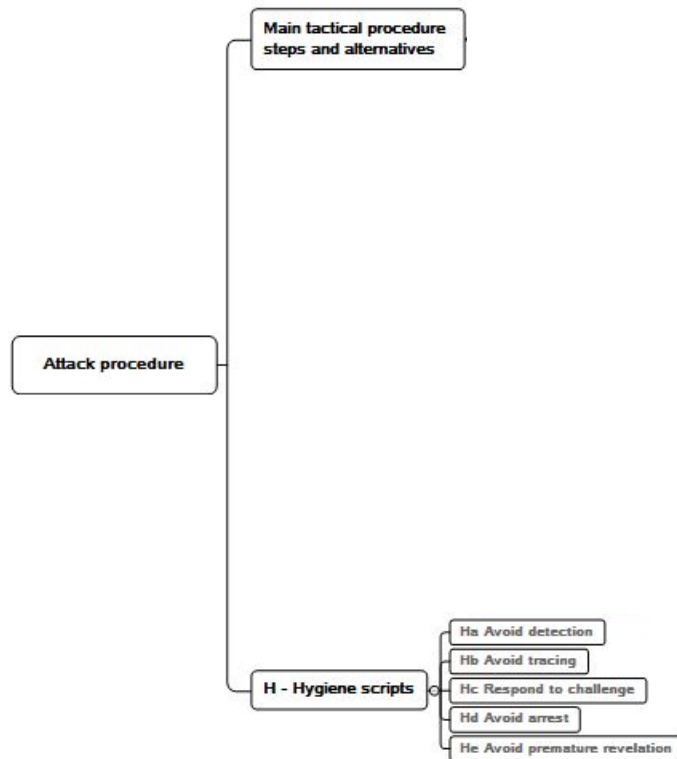 Main tactical procedure
steps and alternatives
Attack procedure
Ha Avoid detection
Hb Avoid tracing
H - Hygiene scripts
Hc Respond to challenge
Hd Avoid arrest
He Avoid premature revelation